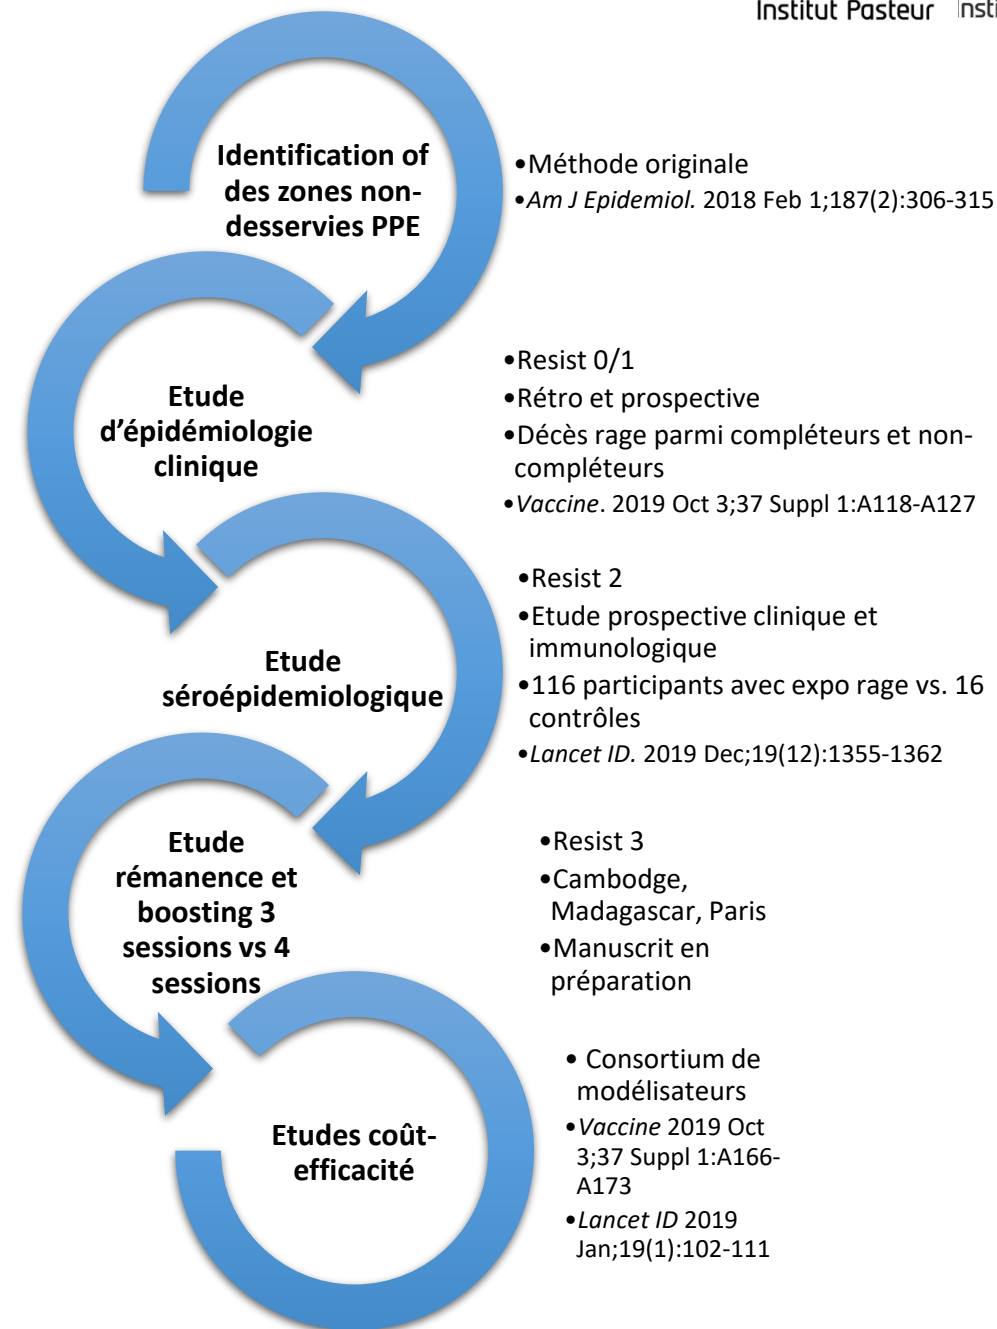 Institut Pasteur
Identification of
des zones non-
desservies PPE
•Méthode originale
•Am J Epidemiol. 2018 Feb 1;187(2):306-315
Etude
d’épidémiologie
clinique
•Resist 0/1
•Rétro et prospective
•Décès rage parmi compléteurs et non-
compléteurs
•Vaccine. 2019 Oct 3;37 Suppl 1:A118-A127
Etude
séroépidemiologique
•Resist 2
•Etude prospective clinique et
immunologique
•116 participants avec expo rage vs. 16
contrôles
•Lancet ID. 2019 Dec;19(12):1355-1362
Etude
rémanence et
boosting 3
sessions vs 4
sessions
•Resist 3
•Cambodge,
Madagascar, Paris
•Manuscrit en
préparation
Etudes coût-
efficacité
• Consortium de
modélisateurs
•Vaccine 2019 Oct
3;37 Suppl 1:A166-
A173
•Lancet ID 2019
Jan;19(1):102-111